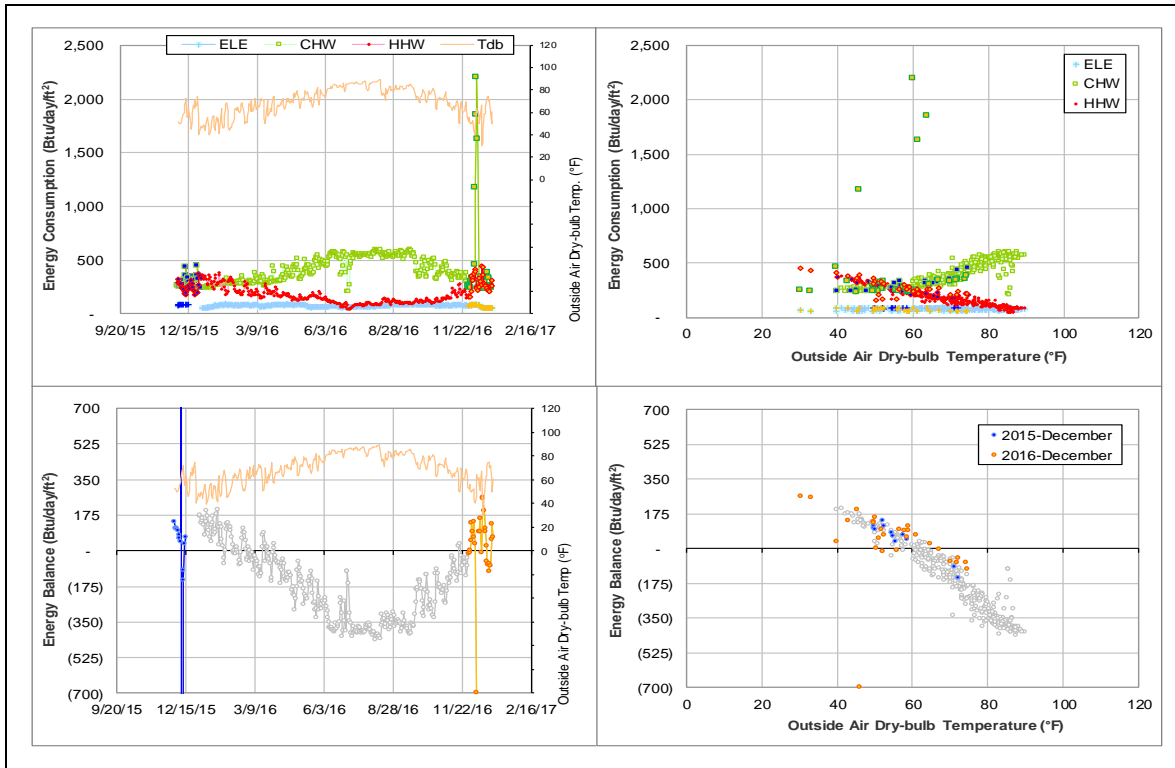 ELE CHW HHW Tdb
2,500
2,000
1,500
1,000
500
-
Energy Consumption (Btu/day/ft²)
120
100
80
60
40
20
0
Outside Air Dry-bulb Temp. (°F)
9/20/15 12/15/15 3/9/16 6/3/16 8/28/16 11/22/16 2/16/17
2,500
2,000
1,500
1,000
500
-
Energy Consumption (Btu/day/ft²)
ELE
CHW
HHW
0 20 40 60 80 100 120
Outside Air Dry-bulb Temperature (°F)
700
525
350
175
-
(175)
(350)
(525)
(700)
Energy Balance (Btu/day/ft²)
120
100
80
60
40
20
0
Outside Air Dry-bulb Temp (°F)
9/20/15 12/15/15 3/9/16 6/3/16 8/28/16 11/22/16 2/16/17
700
525
350
175
-
(175)
(350)
(525)
(700)
Energy Balance (Btu/day/ft²)
2015-December
2016-December
0 20 40 60 80 100 120
Outside Air Dry-bulb Temperature (°F)